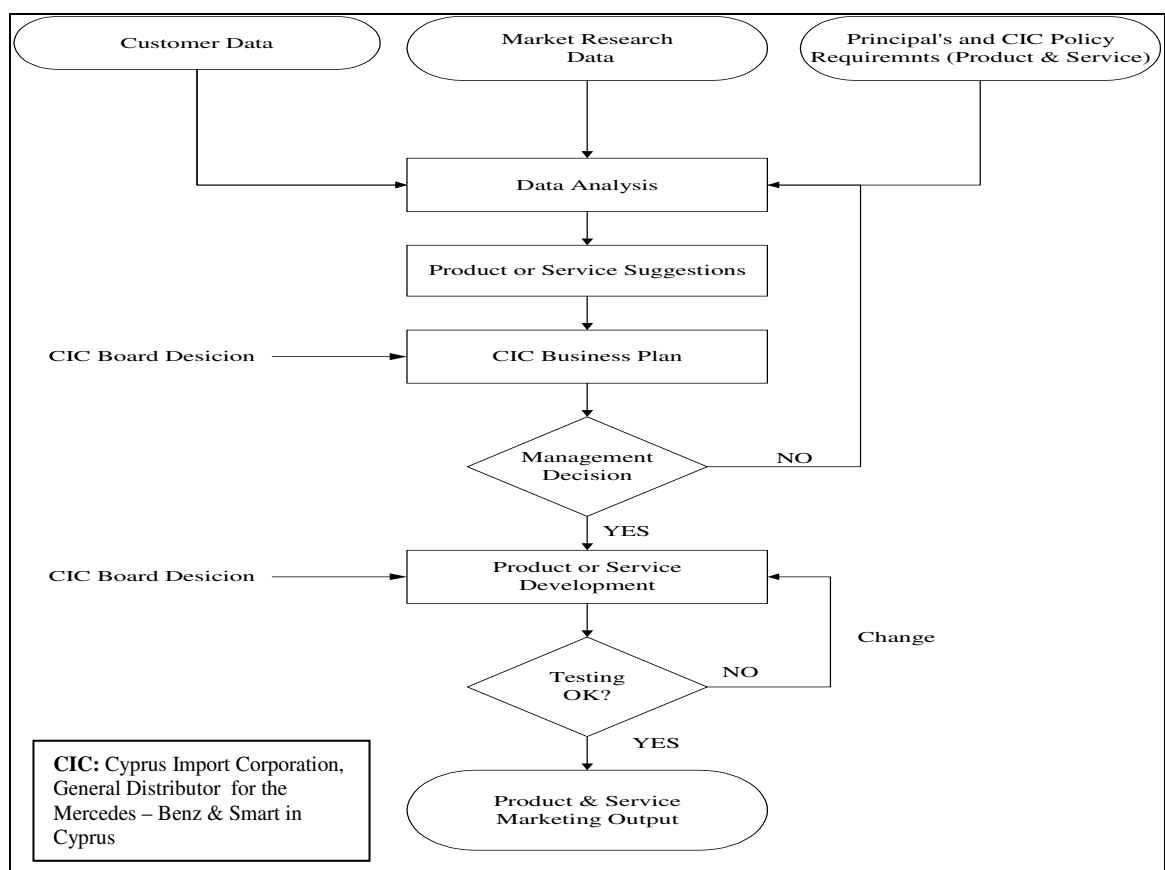 Customer Data
Market Research
Data
Principal's and CIC Policy
Requiremnts (Product & Service)
Data Analysis
Product or Service Suggestions
CIC Board Desicion
CIC Business Plan
Management
Decision
NO
YES
CIC Board Desicion
Product or Service
Development
Change
Testing
OK?
NO
YES
CIC: Cyprus Import Corporation,
General Distributor for the
Mercedes – Benz & Smart in
Cyprus
Product & Service
Marketing Output